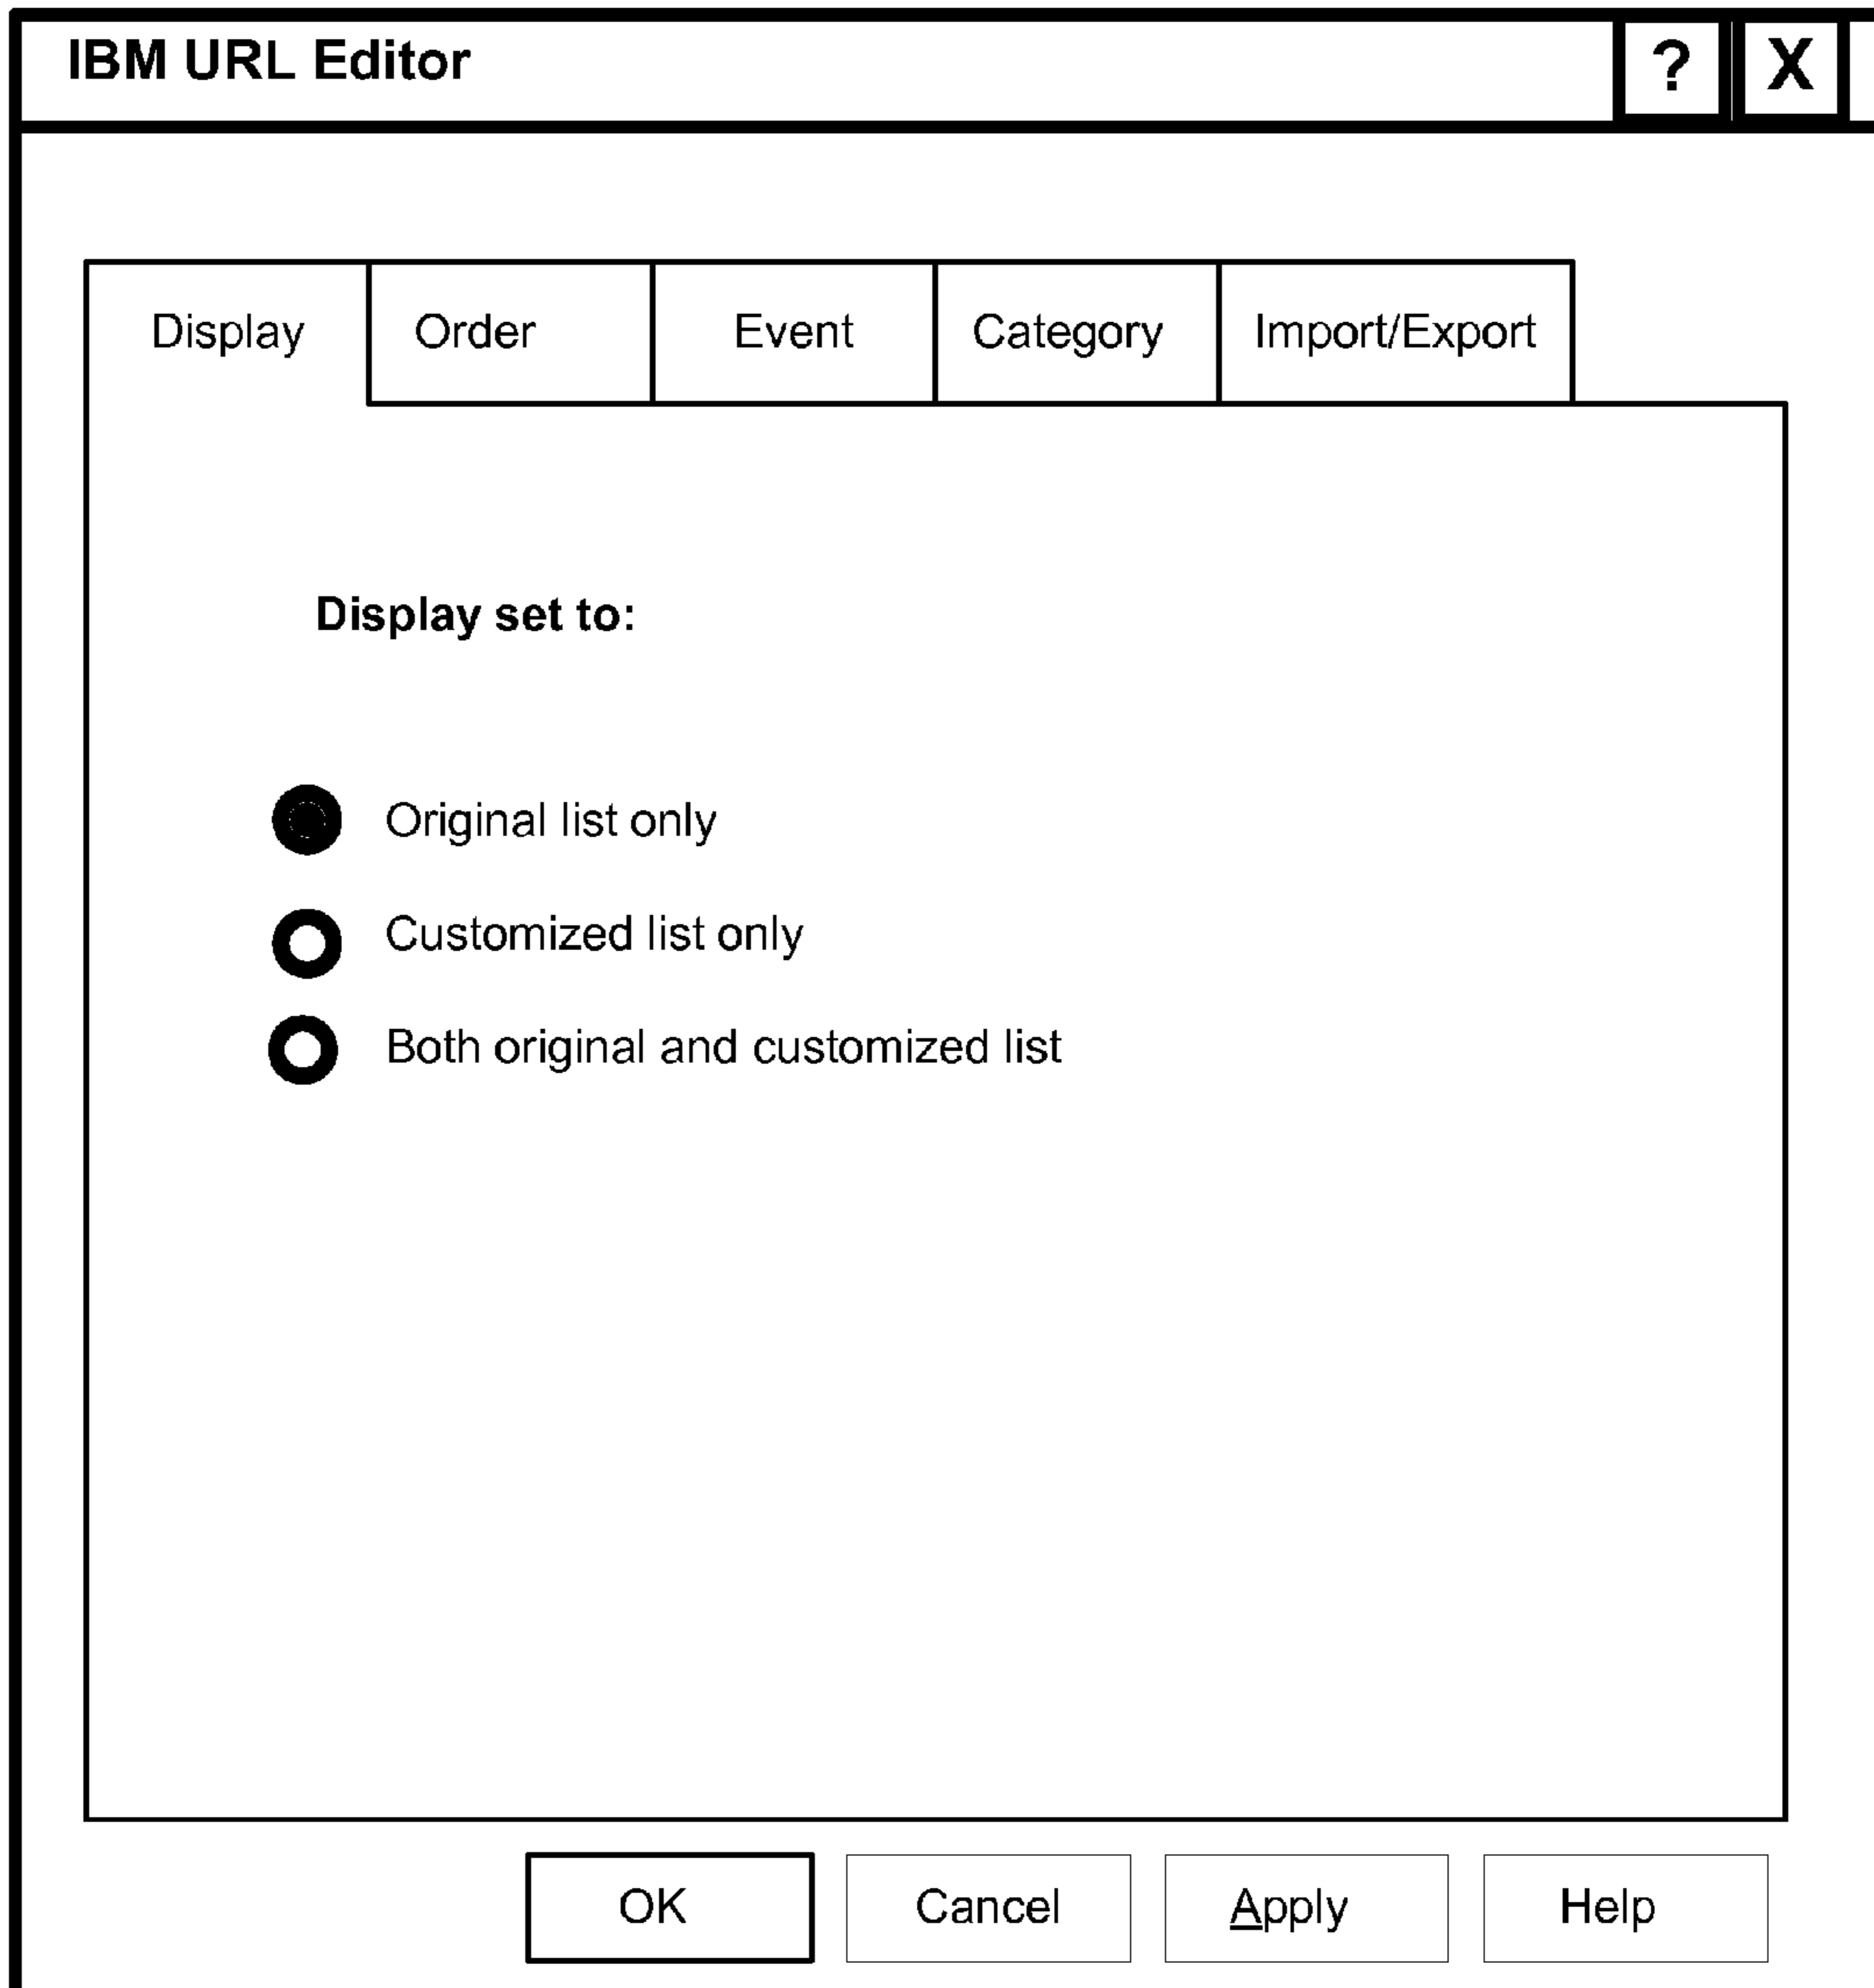 IBM URL Editor ? X
Display Order Event Category Import/Export
Display set to:
Original list only
Customized list only
Both original and customized list
OK Cancel Apply Help